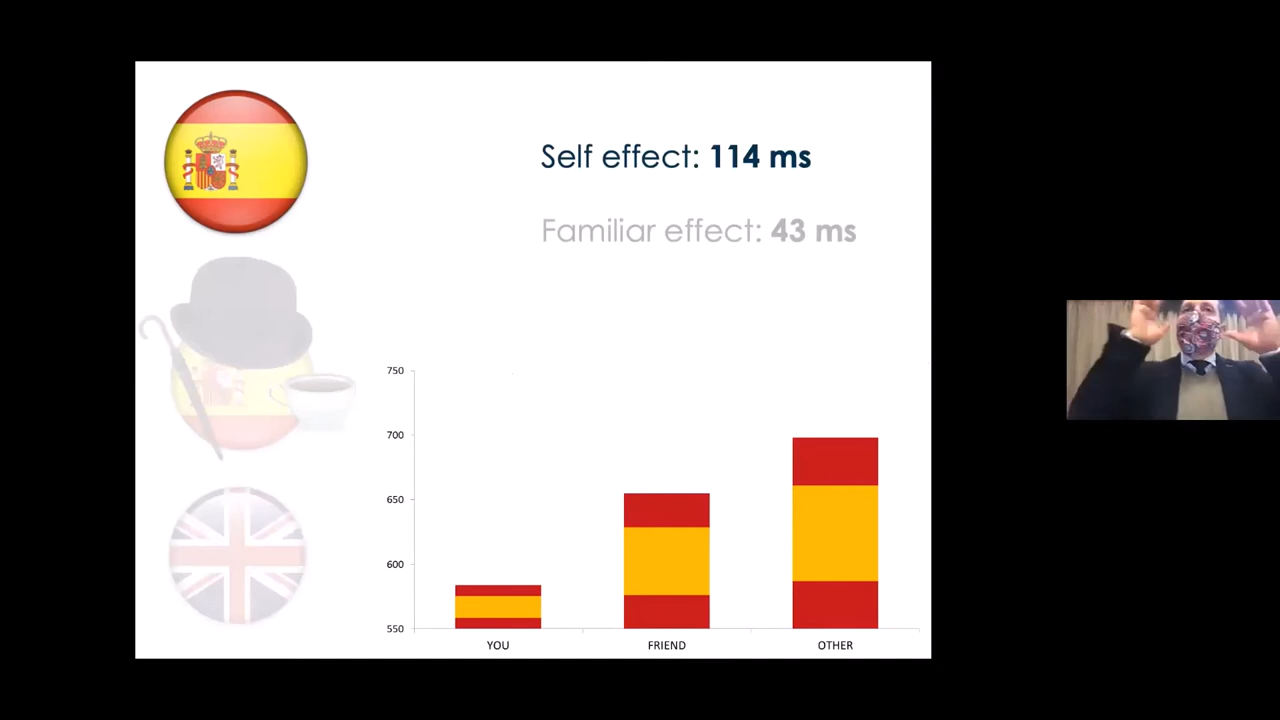 Self effect: 114 ms
Familiar effect: 43 ms
750
700
650
600
550
YOU
FRIEND
OTHER